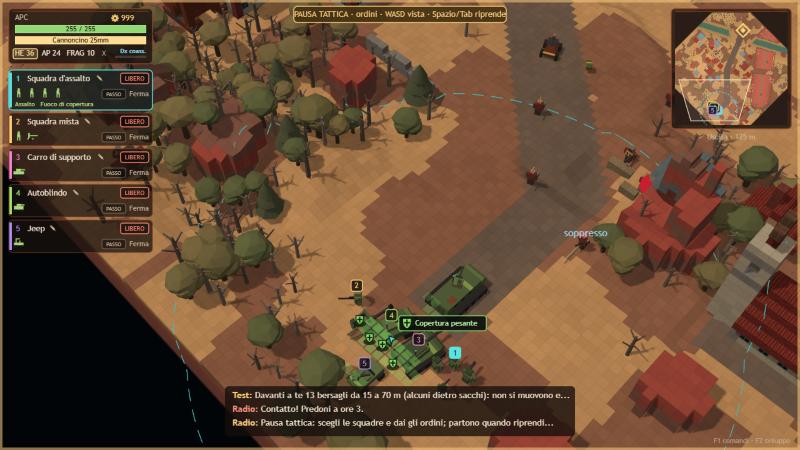 PAUSA TATTICA · ordini · WASD vista · Spazio/Tab riprende
APC 999
255 / 255
Cannoncino 25mm
HE 36 AP 24 FRAG 10 X Dx coass.
1 Squadra d'assalto LIBERO
PASSO Ferma
Assalto Fuoco di copertura
2 Squadra mista LIBERO
PASSO Ferma
3 Carro di supporto LIBERO
PASSO Ferma
4 Autoblindo LIBERO
PASSO Ferma
5 Jeep LIBERO
PASSO Ferma
soppresso
2
4
Copertura pesante
3
1
5
Test: Davanti a te 13 bersagli da 15 a 70 m (alcuni dietro sacchi): non si muovono e...
Radio: Contatto! Predoni a ore 3.
Radio: Pausa tattica: scegli le squadre e dai gli ordini; partono quando riprendi...
F1 comandi · F2 sviluppo